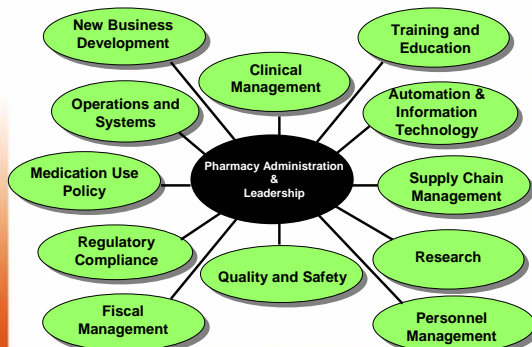 New Business
Development
Training and
Education
Clinical
Management
Operations and
Systems
Automation &
Information
Technology
Pharmacy Administration
&
Leadership
Medication Use
Policy
Supply Chain
Management
Regulatory
Compliance
Quality and Safety
Research
Fiscal
Management
Personnel
Management